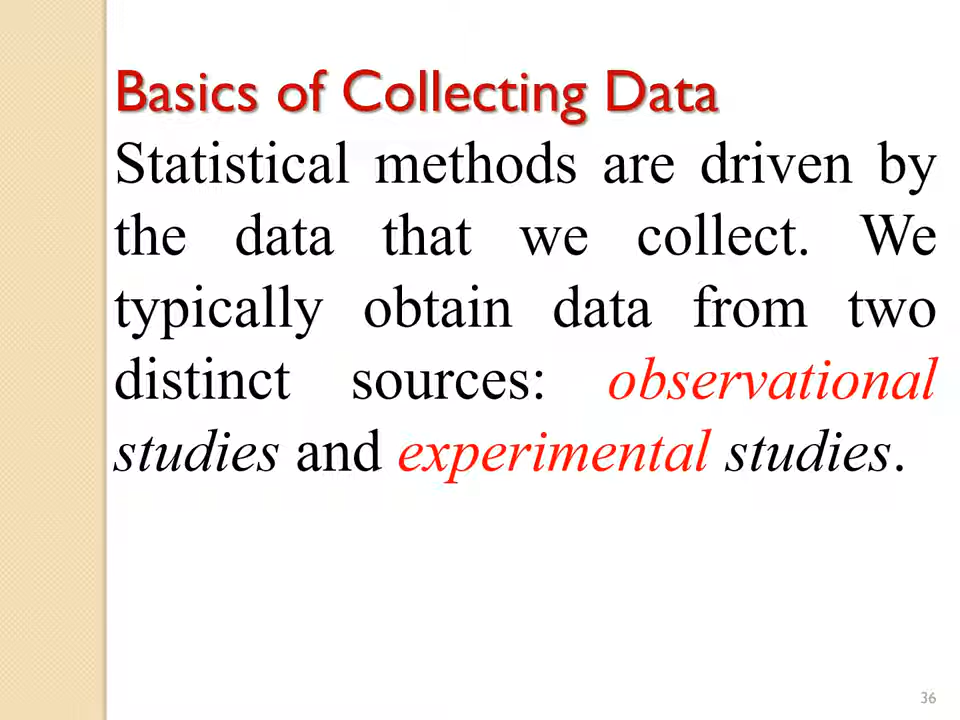 Basics of Collecting Data
Statistical methods are driven by
the data that we collect. We
typically obtain data from two
distinct sources: observational
studies and experimental studies.
36